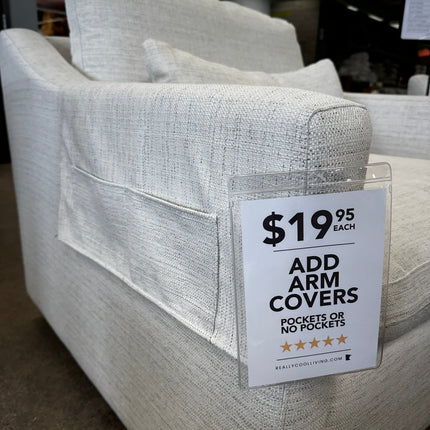 $19 95 EACH
ADD
ARM
COVERS
POCKETS OR
NO POCKETS
REALLYCOOLLIVING.COM